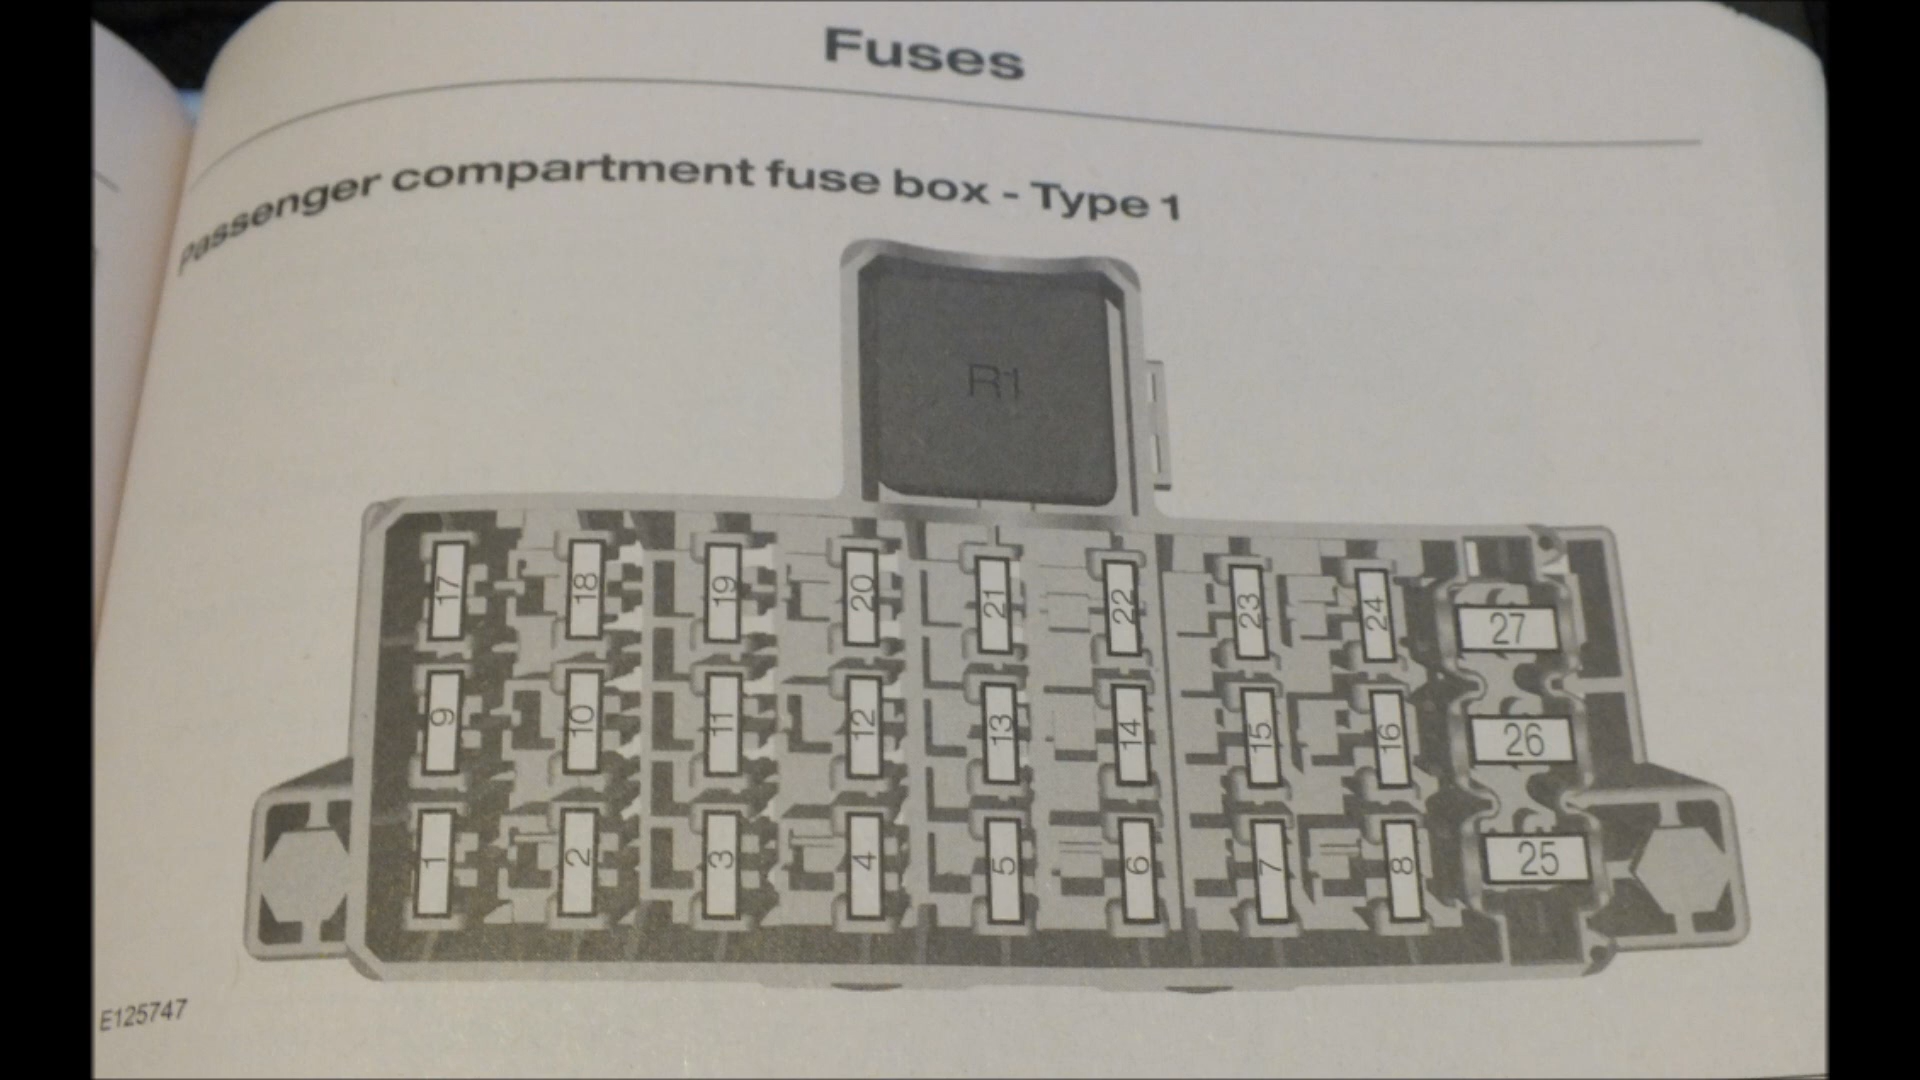 Fuses
Passenger compartment fuse box - Type 1
R1
17 18 19 20 21 22 23 24 27
9 10 11 12 13 14 15 16 26
1 2 3 4 5 6 7 8 25
E125747